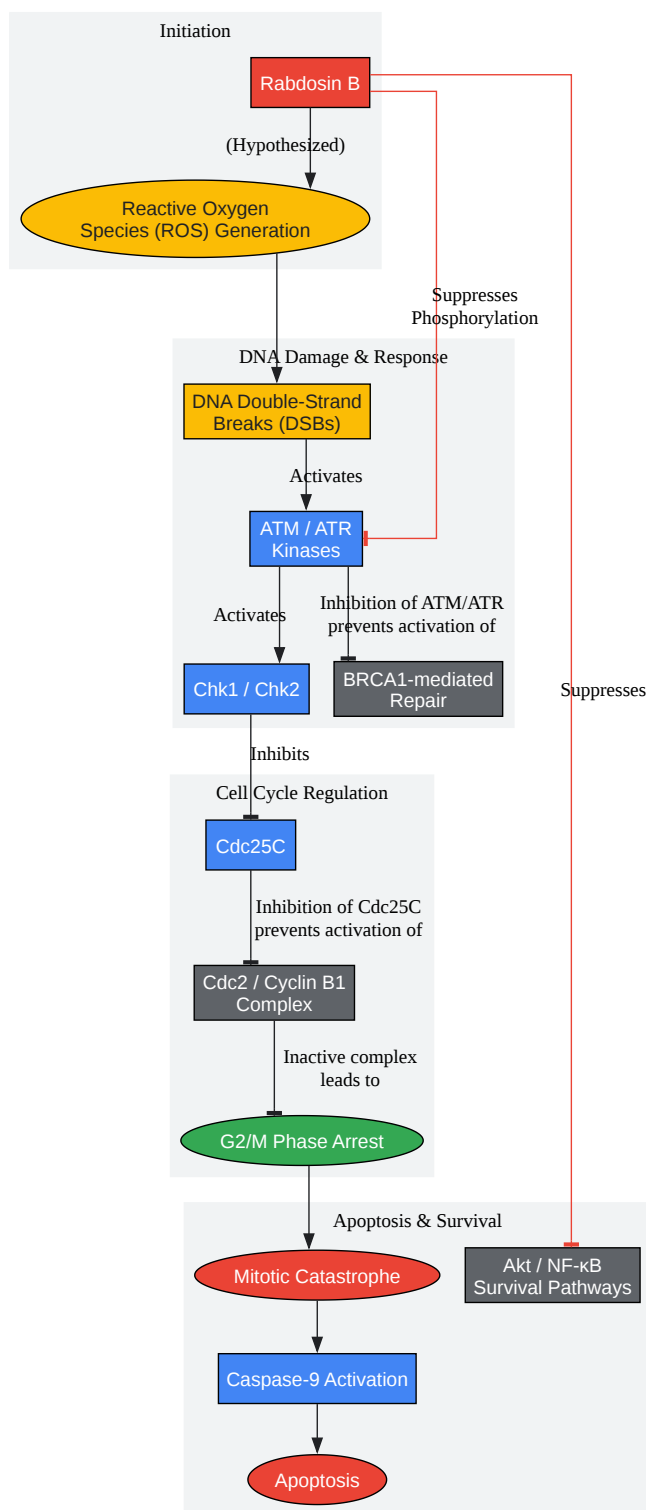 Initiation
Rabdosin B
(Hypothesized)
Reactive Oxygen
Species (ROS) Generation
Suppresses
Phosphorylation
DNA Damage & Response
DNA Double-Strand
Breaks (DSBs)
Activates
ATM / ATR
Kinases
Activates
Inhibition of ATM/ATR
prevents activation of
Chk1 / Chk2
BRCA1-mediated
Repair
Suppresses
Inhibits
Cell Cycle Regulation
Cdc25C
Inhibition of Cdc25C
prevents activation of
Cdc2 / Cyclin B1
Complex
Inactive complex
leads to
G2/M Phase Arrest
Apoptosis & Survival
Mitotic Catastrophe
Akt / NF-κB
Survival Pathways
Caspase-9 Activation
Apoptosis